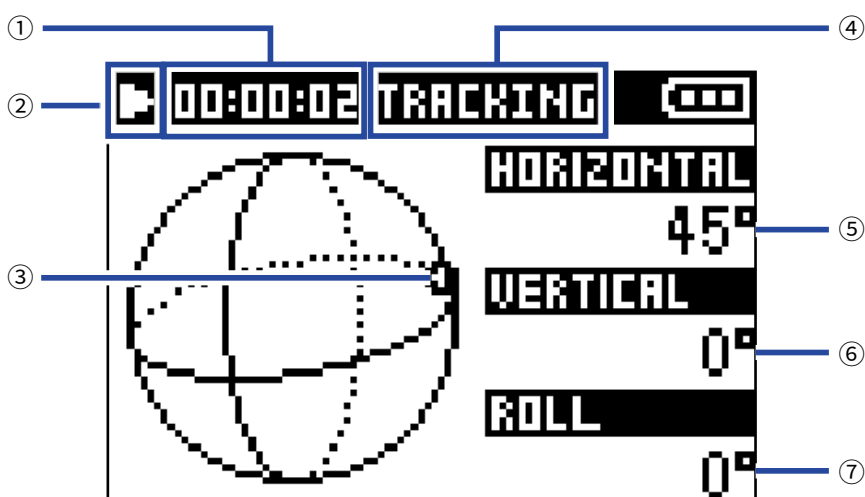 ① ④
② 00:00:02 TRACKING
HORIZONTAL
45° ⑤
③ VERTICAL
0° ⑥
ROLL
0° ⑦